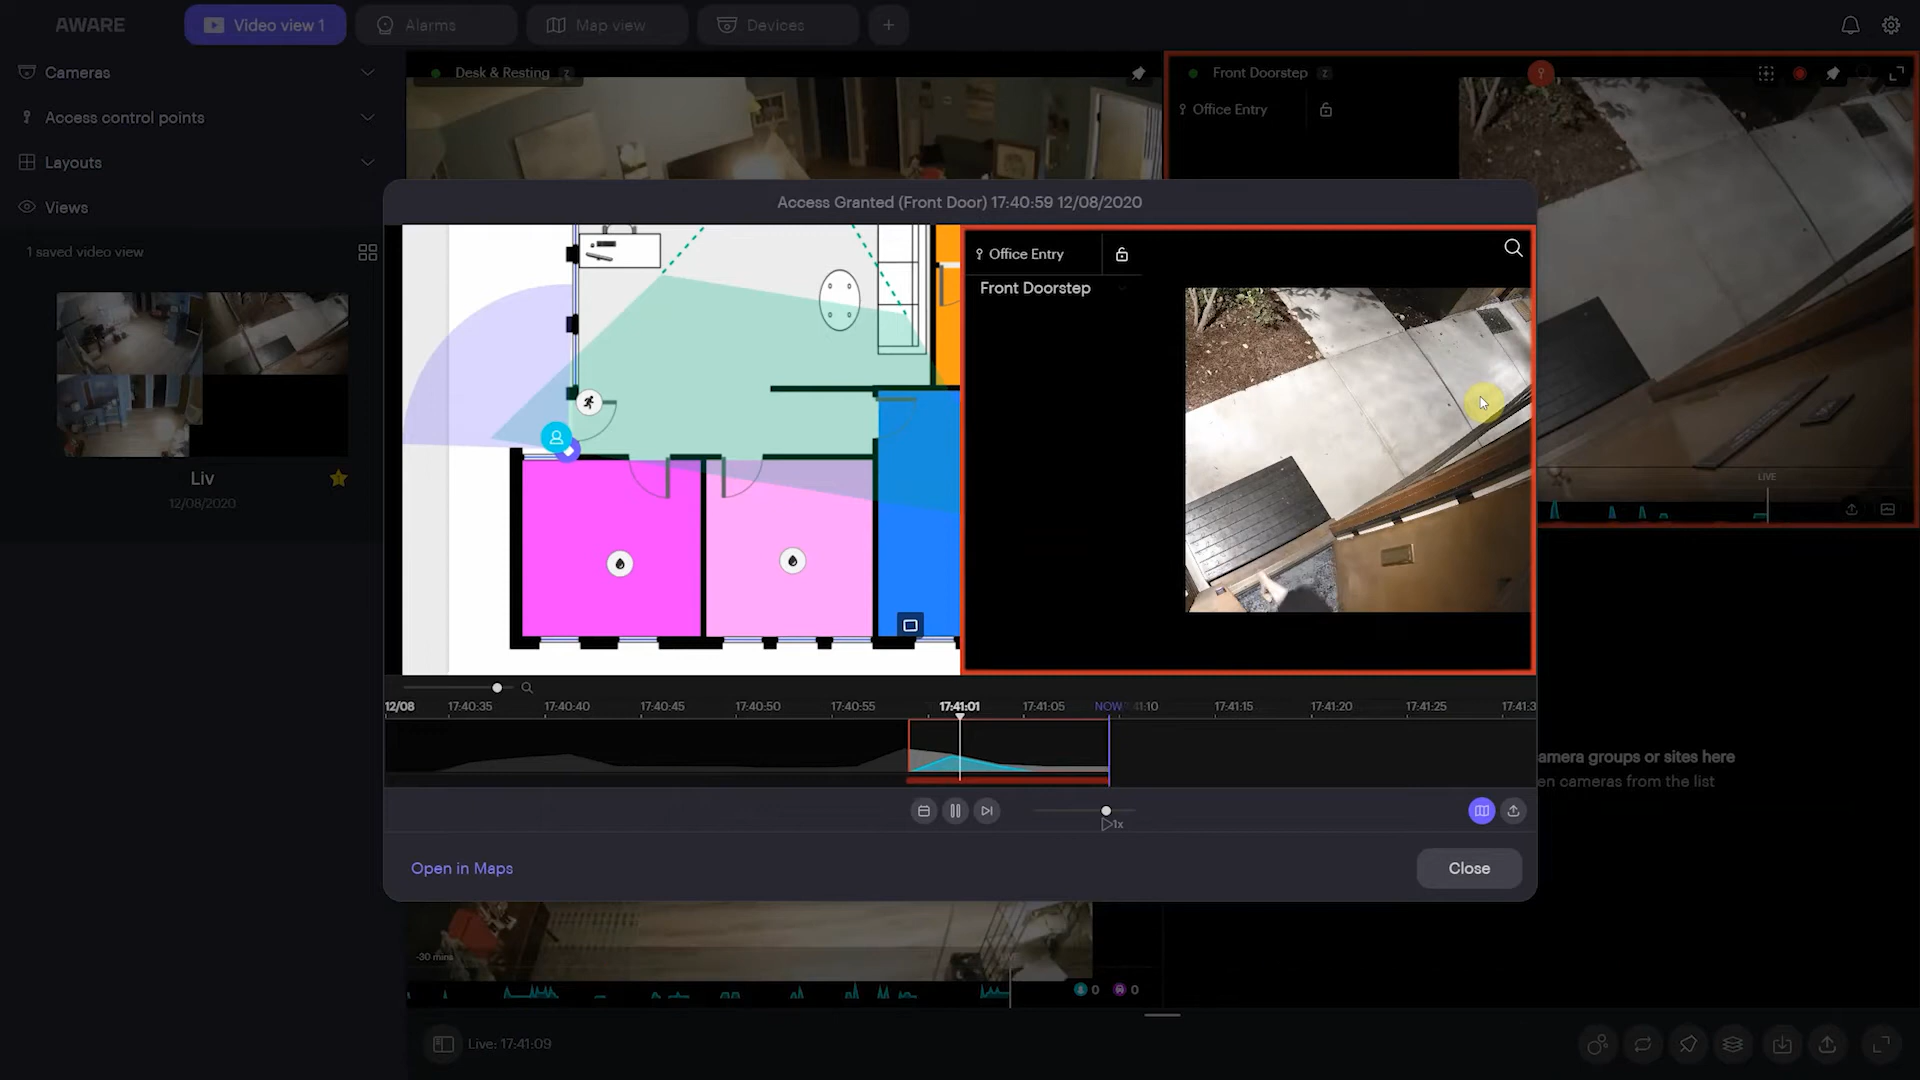 AWARE
Video view 1
Alarms
Map view
Devices
Cameras
Access control points
Layouts
Views
1 saved video view
Liv
12/08/2020
Desk & Resting Z
Front Doorstep Z
Office Entry
Access Granted (Front Door) 17:40:59 12/08/2020
Office Entry
Front Doorstep
LIVE
12/08 17:40:35 17:40:40 17:40:45 17:40:50 17:40:55 17:41:01 17:41:05 NOW :10 17:41:15 17:41:20 17:41:25 17:41:3
1x
Open in Maps
Close
amera groups or sites here
en cameras from the list
-30 mins
0 0
Live: 17:41:09